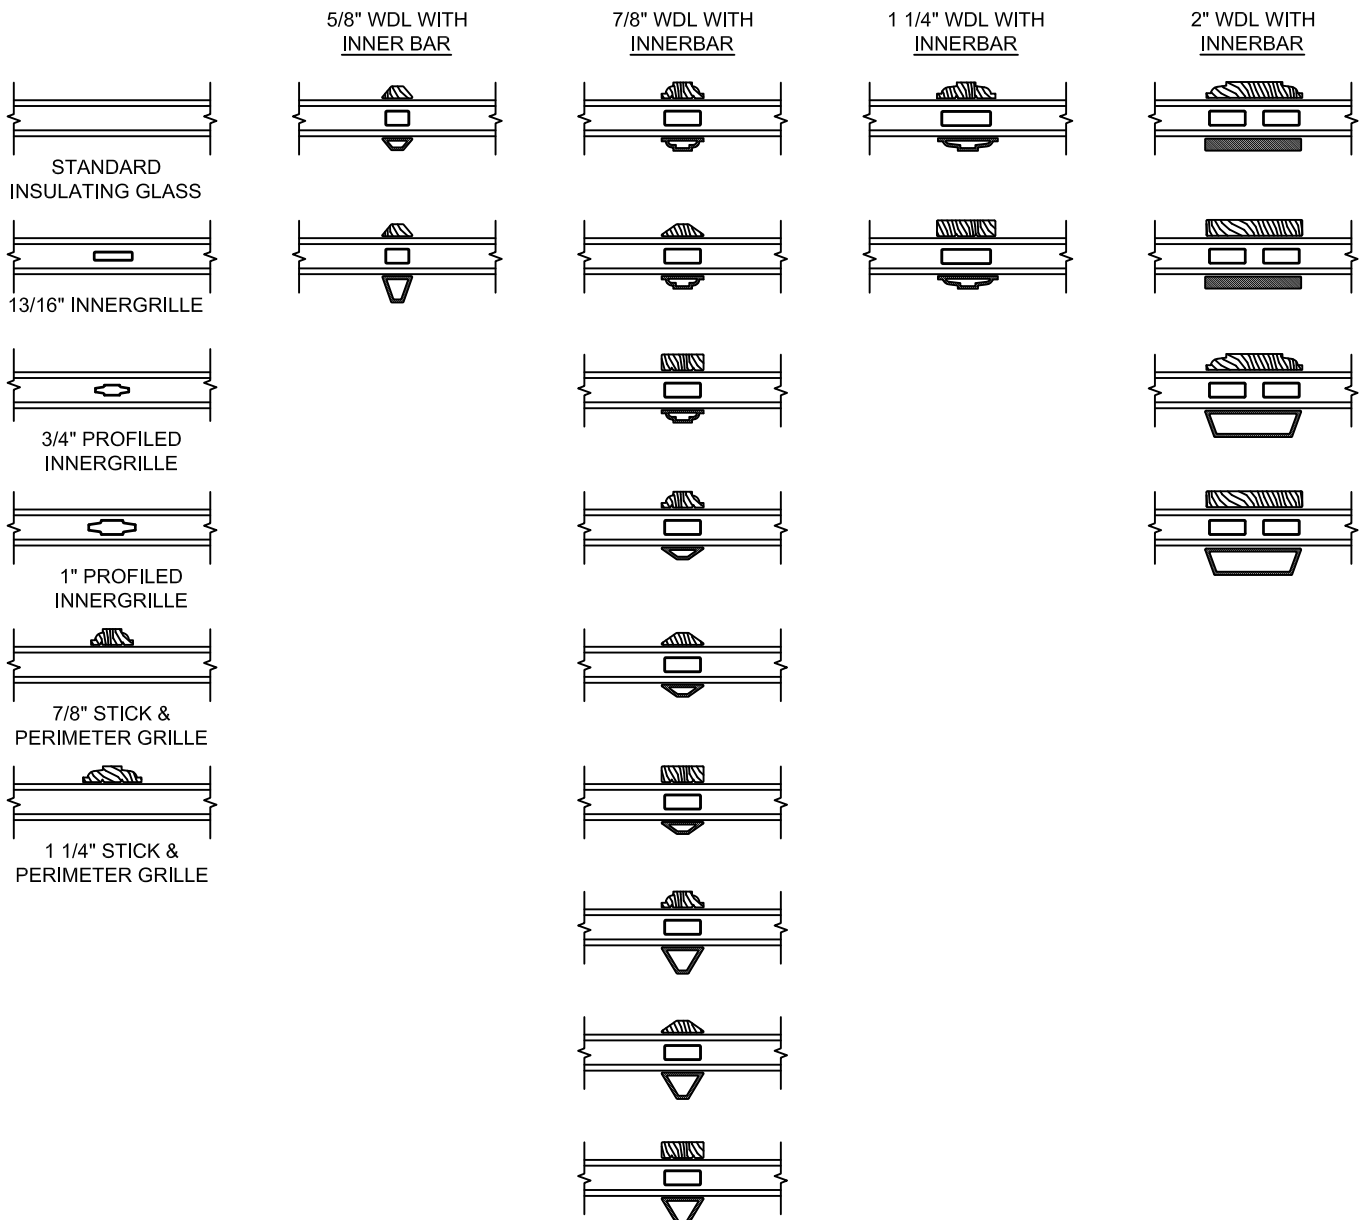 5/8" WDL WITH
INNER BAR
7/8" WDL WITH
INNERBAR
1 1/4" WDL WITH
INNERBAR
2" WDL WITH
INNERBAR
STANDARD
INSULATING GLASS
13/16" INNERGRILLE
3/4" PROFILED
INNERGRILLE
1" PROFILED
INNERGRILLE
7/8" STICK &
PERIMETER GRILLE
1 1/4" STICK &
PERIMETER GRILLE